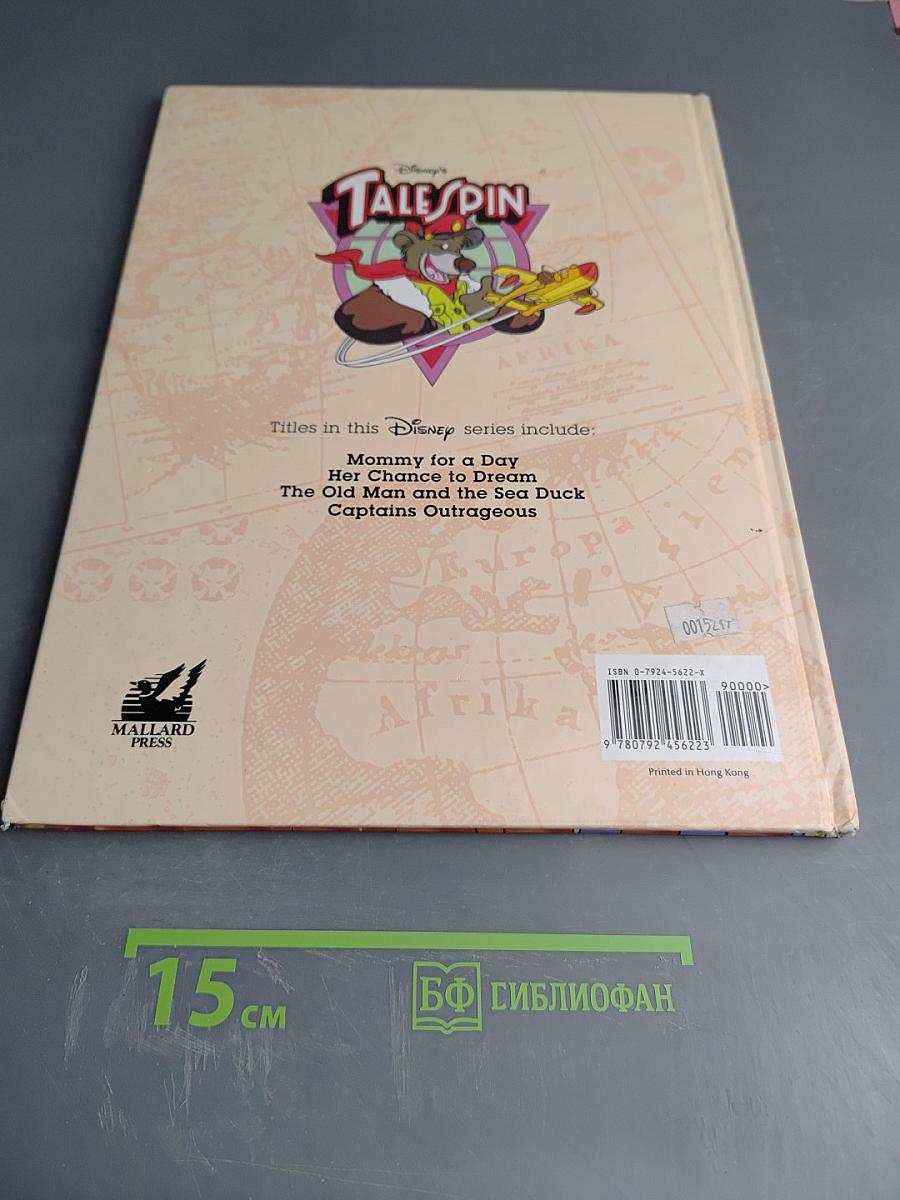 Disney's
TALESPIN
AFRIKA
Titles in this Disney series include:
Mommy for a Day
Her Chance to Dream
The Old Man and the Sea Duck
Captains Outrageous
Europa
Afrika
ISBN 0-7924-5622-X
90000>
9 780792 456223
Printed in Hong Kong
MALLARD
PRESS
15 см
БФ